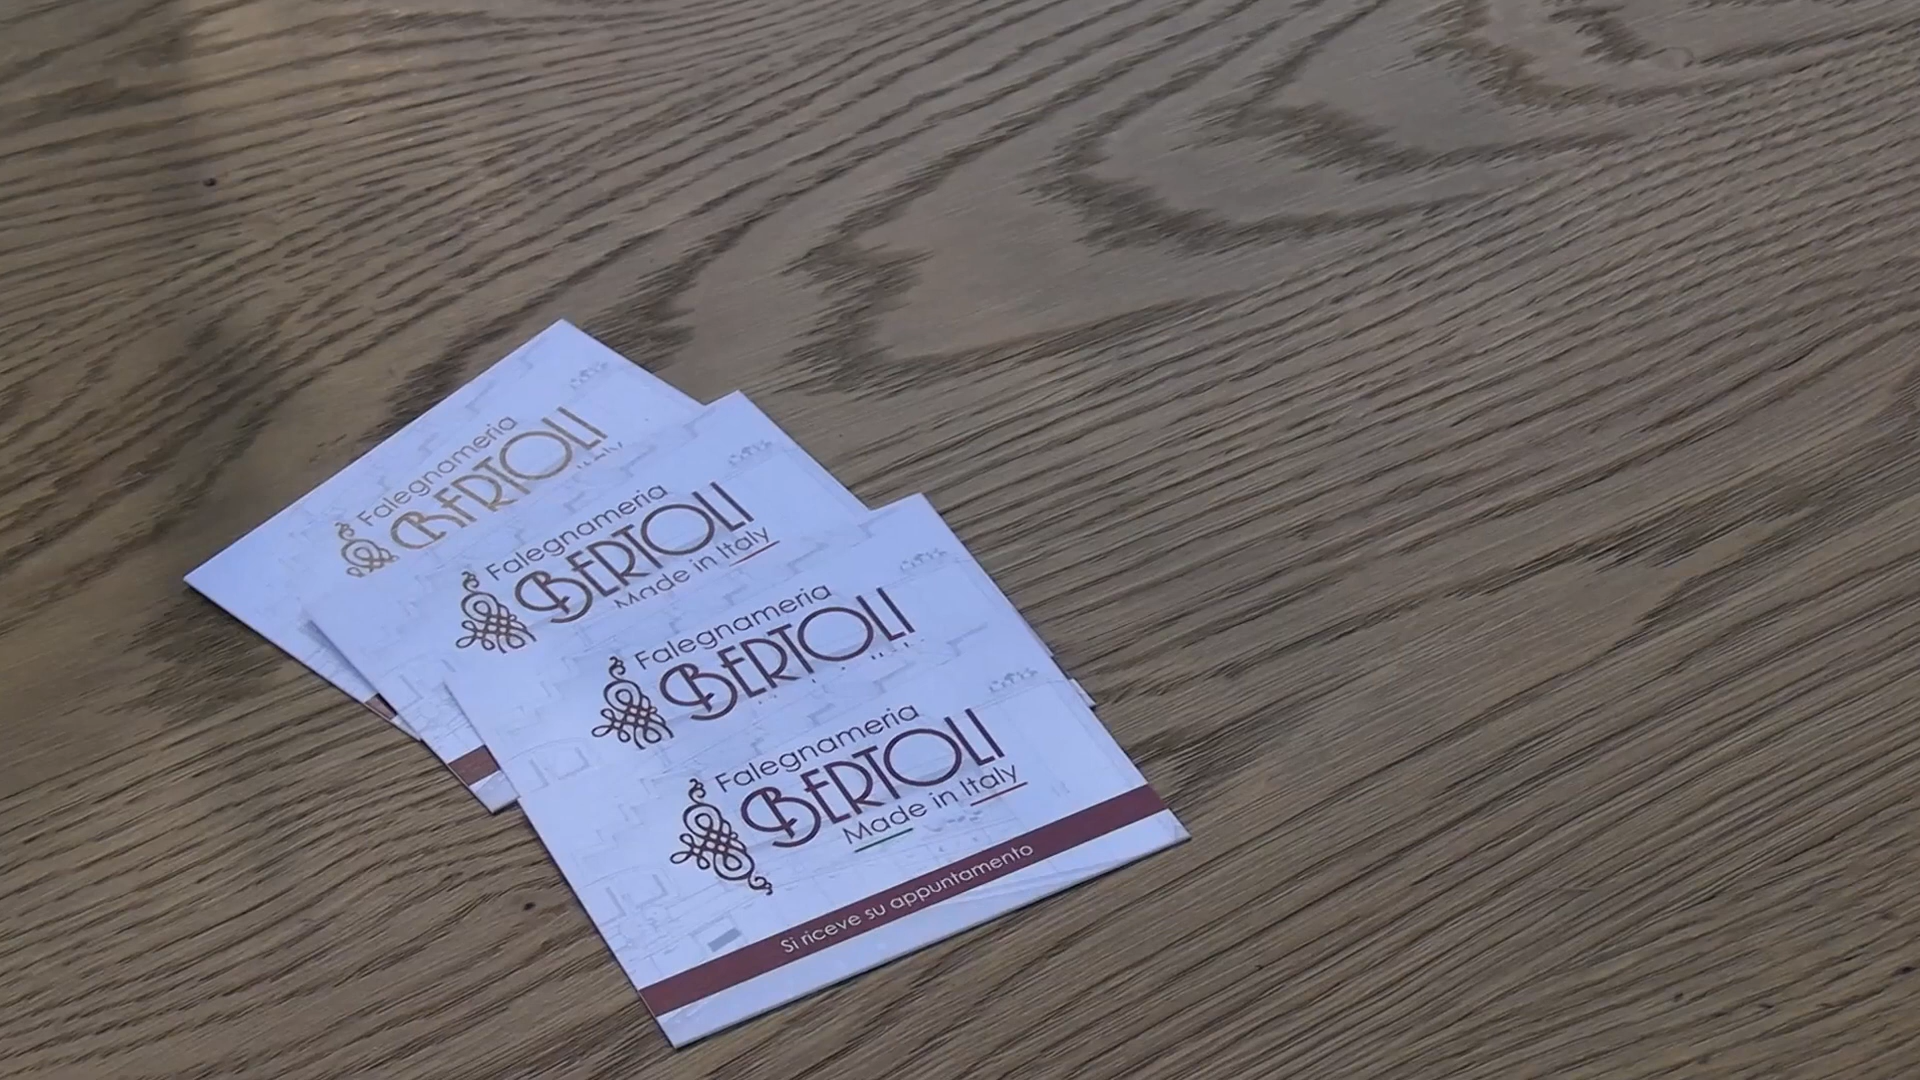 Falegnameria
BERTOLI
Falegnameria
BERTOLI
Made in Italy
Falegnameria
BERTOLI
Falegnameria
BERTOLI
Made in Italy
Si riceve su appuntamento